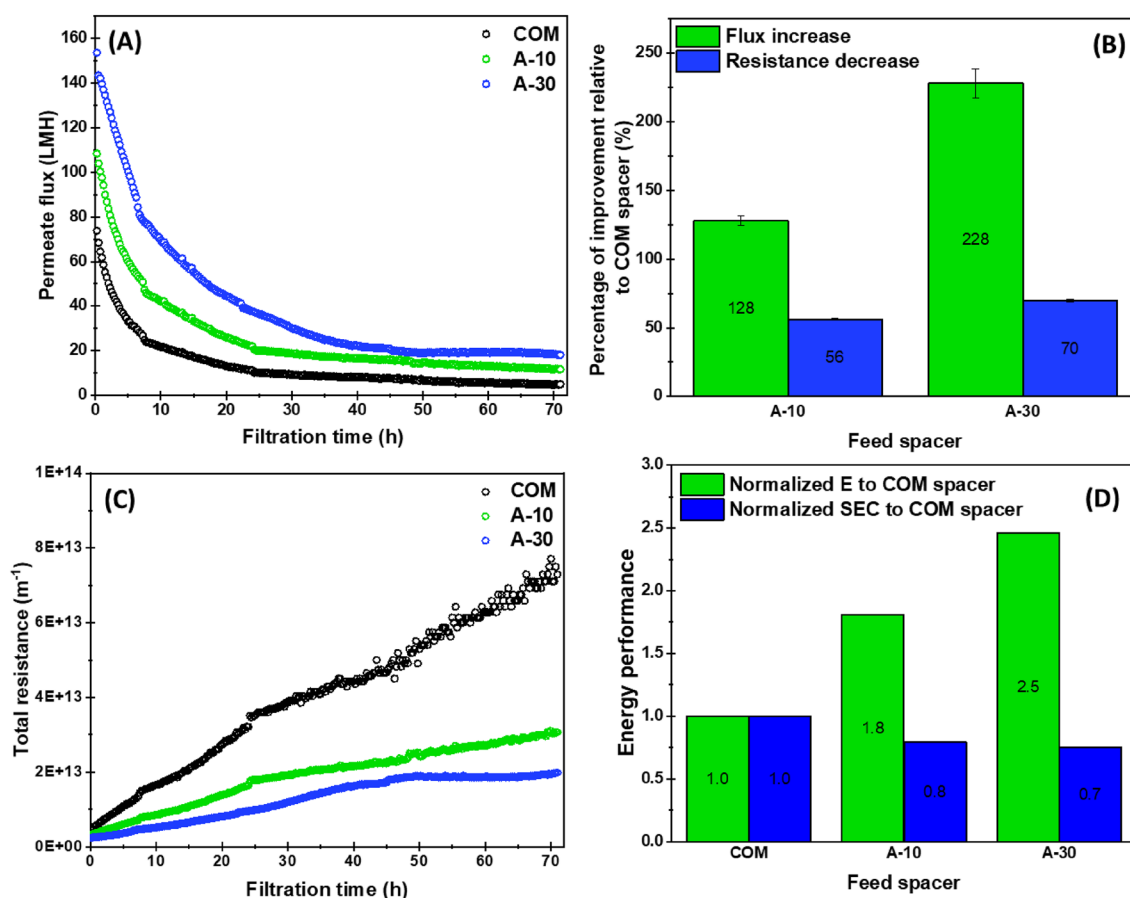 (A)
COM
A-10
A-30
Permeate flux (LMH)
160
140
120
100
80
60
40
20
0
0 10 20 30 40 50 60 70
Filtration time (h)
(B)
Flux increase
Resistance decrease
Percentage of improvement relative
to COM spacer (%)
250
225
200
175
150
125
100
75
50
25
0
128
56
228
70
A-10 A-30
Feed spacer
(C)
COM
A-10
A-30
Total resistance (m⁻¹)
1E+14
8E+13
6E+13
4E+13
2E+13
0E+00
0 10 20 30 40 50 60 70
Filtration time (h)
(D)
Normalized E to COM spacer
Normalized SEC to COM spacer
Energy performance
3.0
2.5
2.0
1.5
1.0
0.5
0.0
1.0
1.0
1.8
0.8
2.5
0.7
COM A-10 A-30
Feed spacer